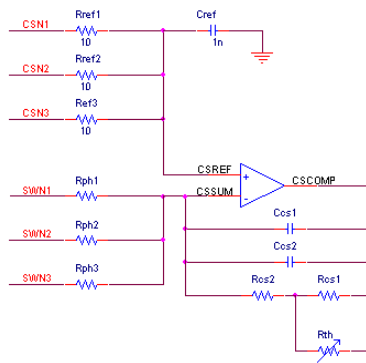 Rref1
Cref
CSN1
10
1n
Rref2
CSN2
10
Rref3
CSN3
10
CSREF
+
CSCOMP
SWN1
Rph1
CSSUM
-
Ccs1
Rph2
SWN2
Ccs2
Rph3
SWN3
Rcs2
Rcs1
Rth